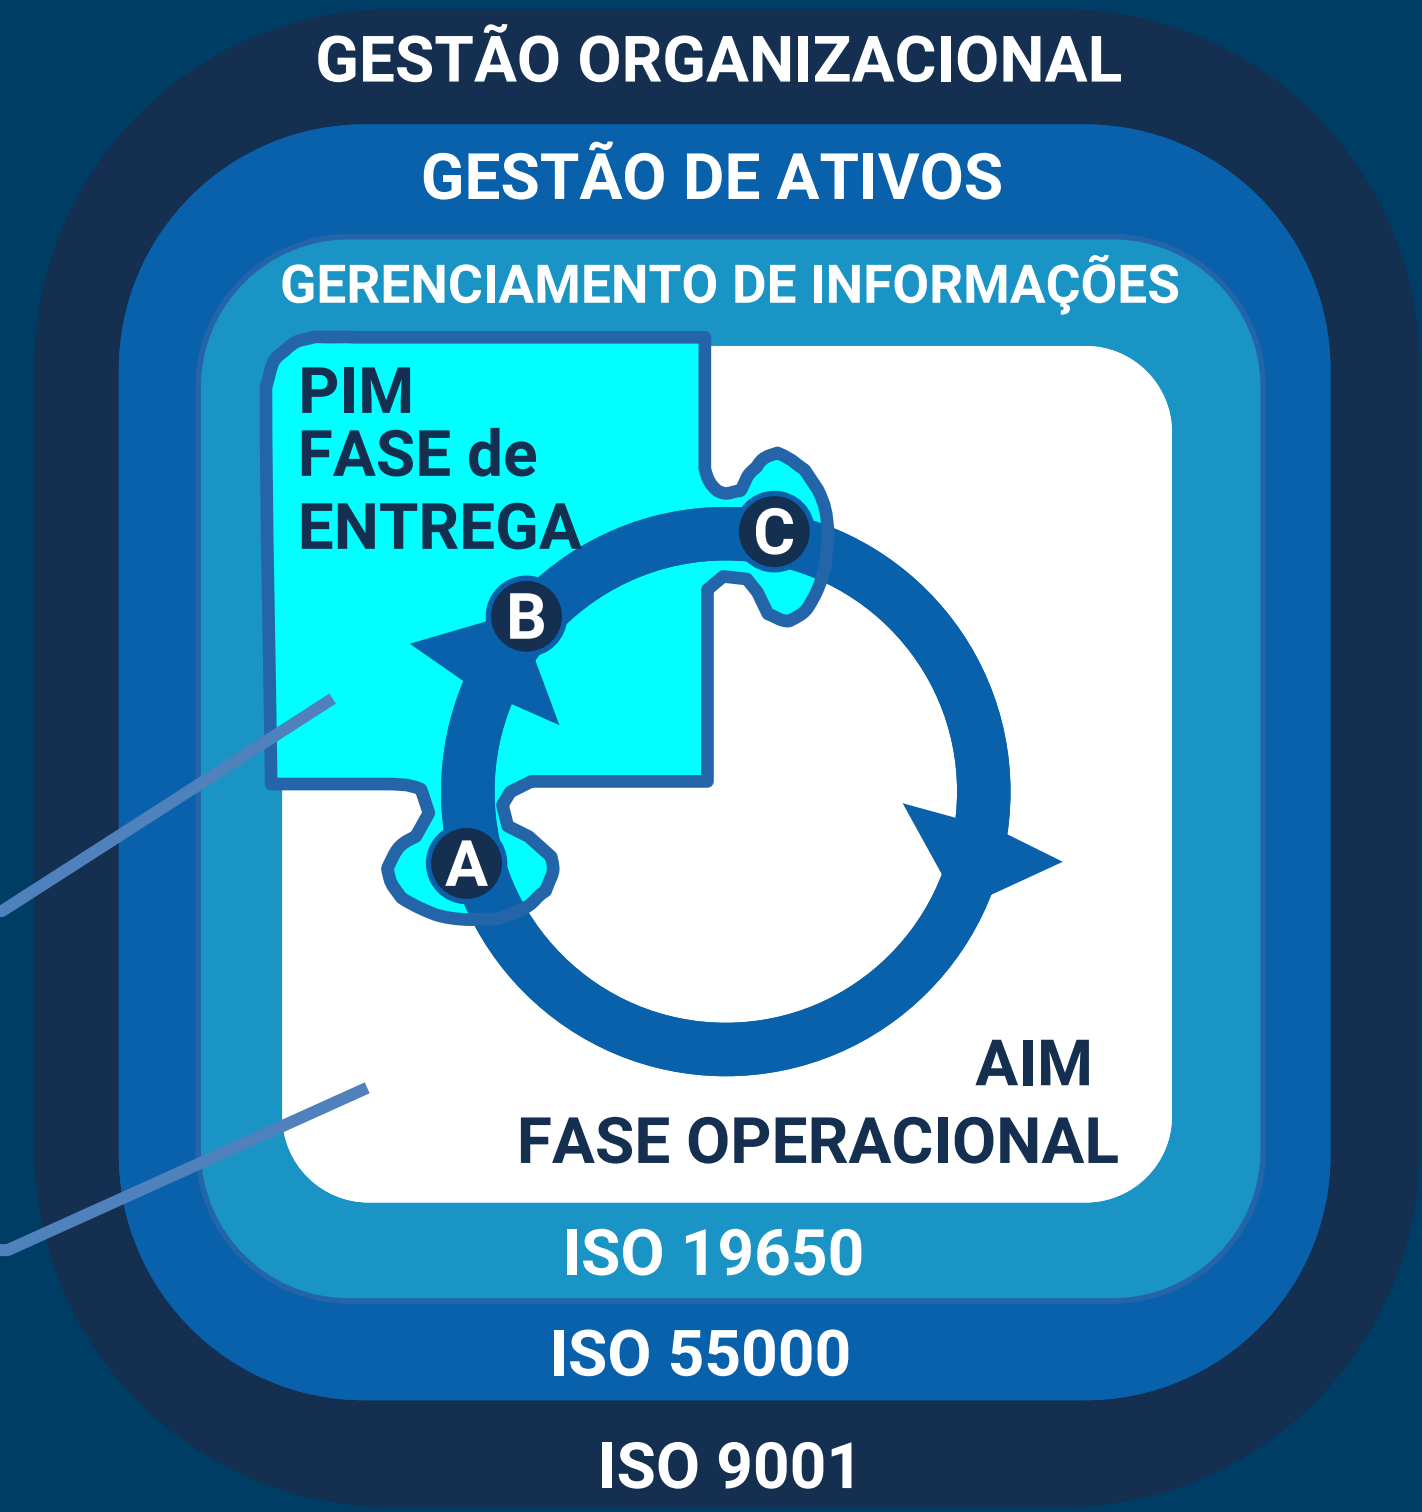 GESTÃO ORGANIZACIONAL
GESTÃO DE ATIVOS
GERENCIAMENTO DE INFORMAÇÕES
PIM
FASE de
ENTREGA
C
B
A
AIM
FASE OPERACIONAL
ISO 19650
ISO 55000
ISO 9001